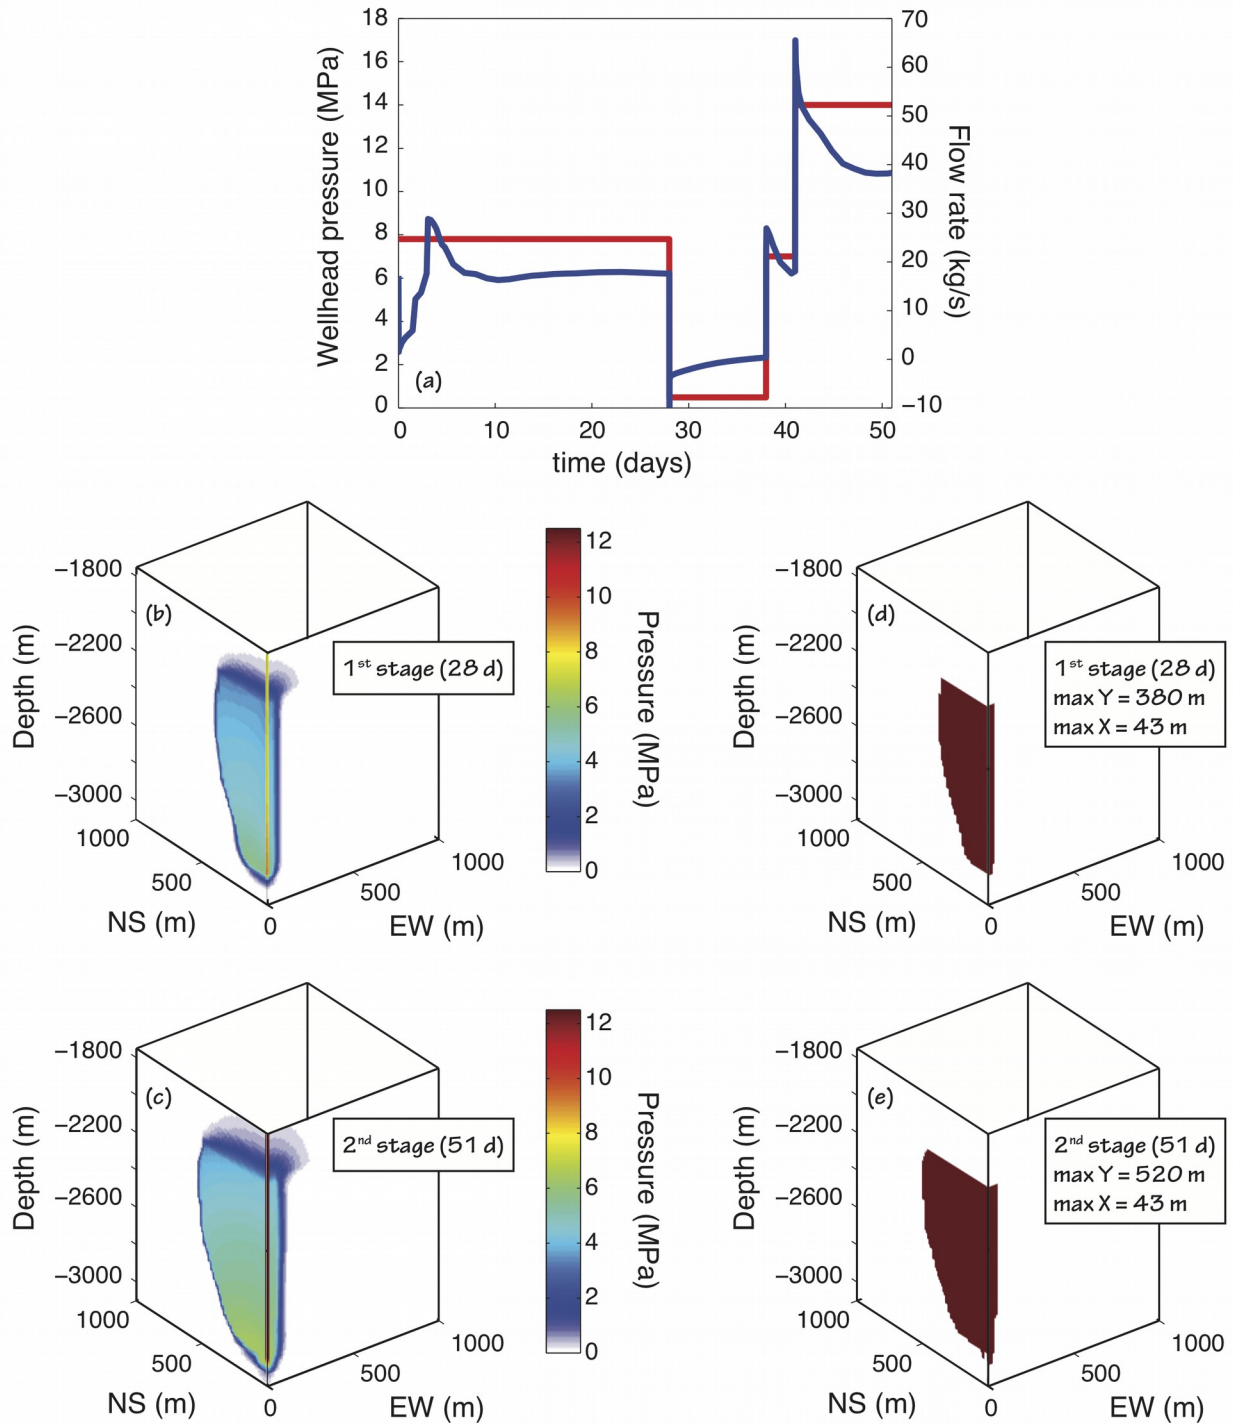 18
16
14
12
10
8
6
4
2
0
Wellhead pressure (MPa)
70
60
50
40
30
20
10
0
−10
Flow rate (kg/s)
(a)
0 10 20 30 40 50
time (days)
(b)
−1800
−2200
−2600
−3000
Depth (m)
1000
500
0
NS (m)
500
1000
EW (m)
1st stage (28 d)
12
10
8
6
4
2
0
Pressure (MPa)
(d)
−1800
−2200
−2600
−3000
Depth (m)
1000
500
0
NS (m)
500
1000
EW (m)
1st stage (28 d)
max Y = 380 m
max X = 43 m
(c)
−1800
−2200
−2600
−3000
Depth (m)
1000
500
0
NS (m)
500
1000
EW (m)
2nd stage (51 d)
12
10
8
6
4
2
0
Pressure (MPa)
(e)
−1800
−2200
−2600
−3000
Depth (m)
1000
500
0
NS (m)
500
1000
EW (m)
2nd stage (51 d)
max Y = 520 m
max X = 43 m